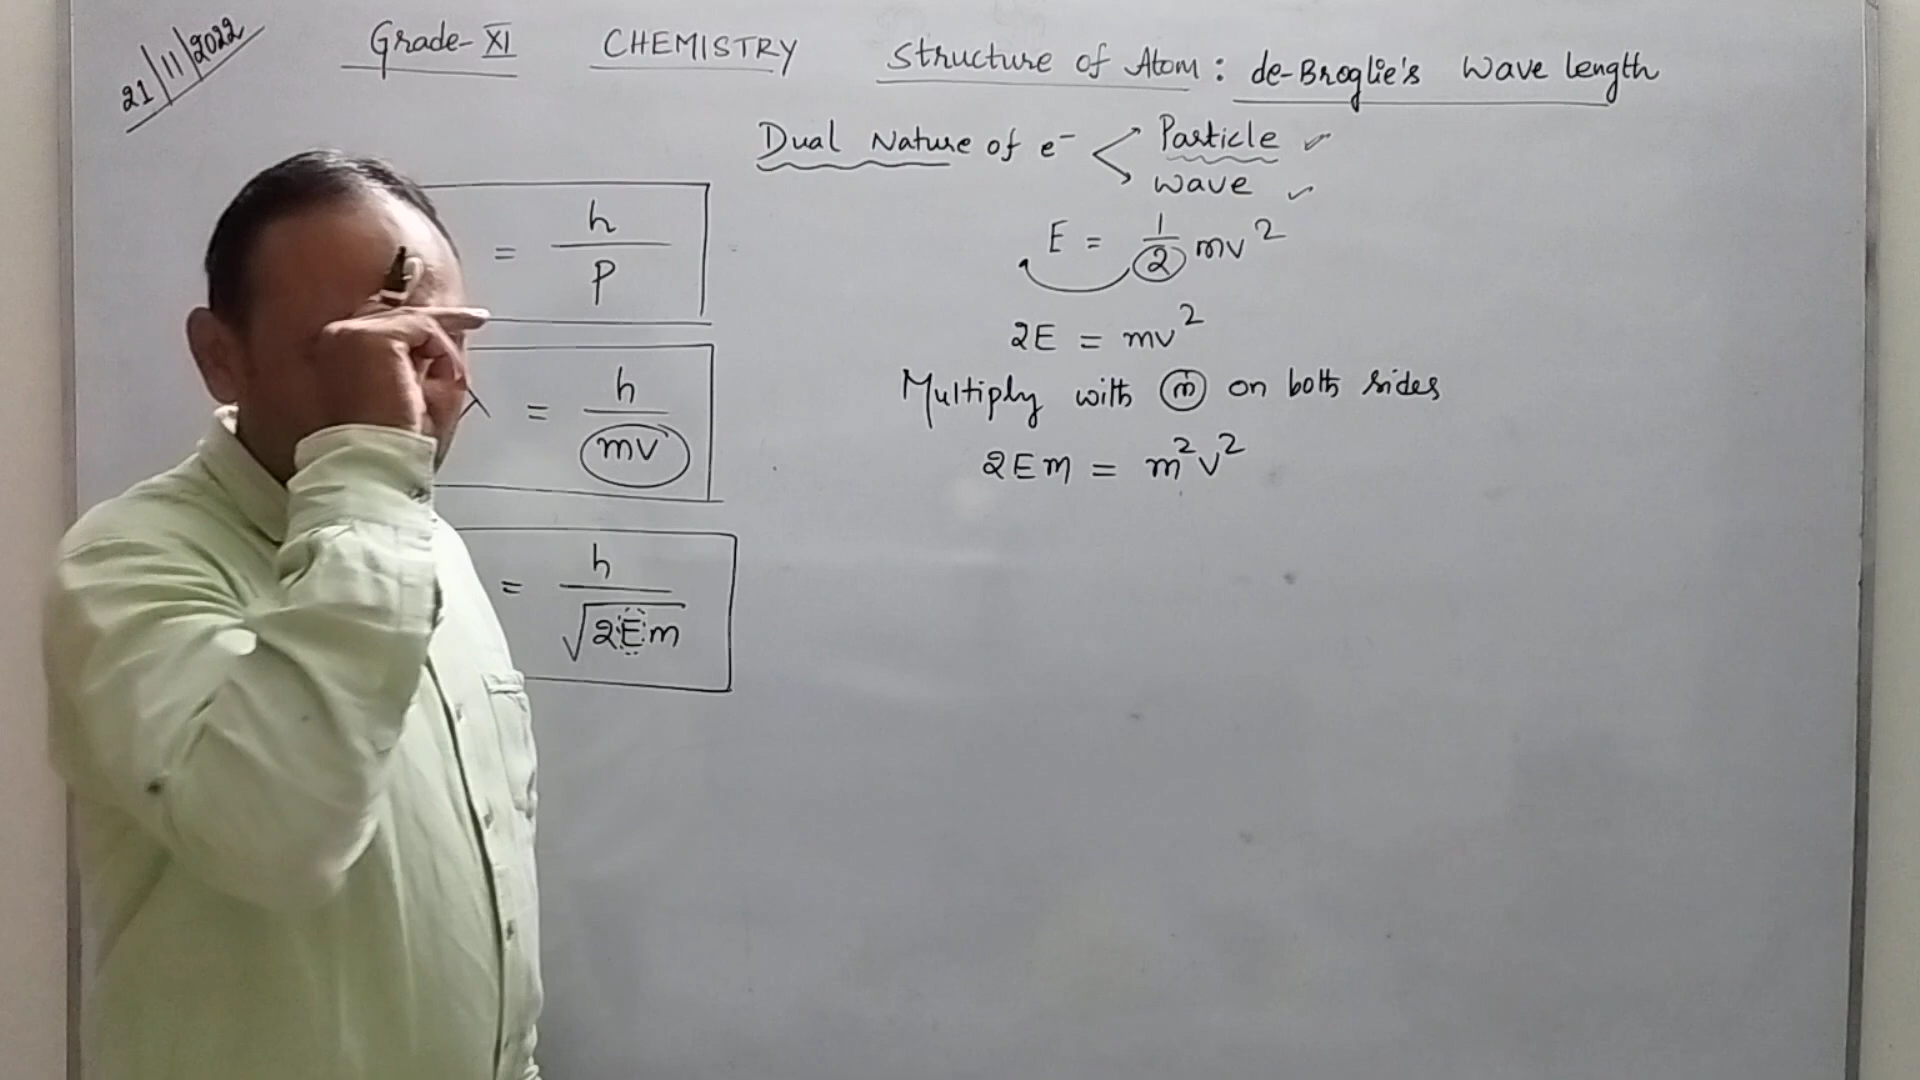 21/11/2022
Grade-XI CHEMISTRY Structure of Atom: de-Broglie's Wave length
Dual Nature of e⁻ Particle ✓
Wave ✓
= h/P
λ = h/mv
= h/√2Em
E = 1/2 mv²
2E = mv²
Multiply with m on both sides
2Em = m²v²